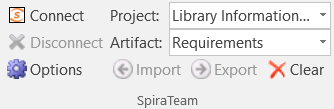 Connect Project: Library Information...
Disconnect Artifact: Requirements
Options Import Export Clear
SpiraTeam